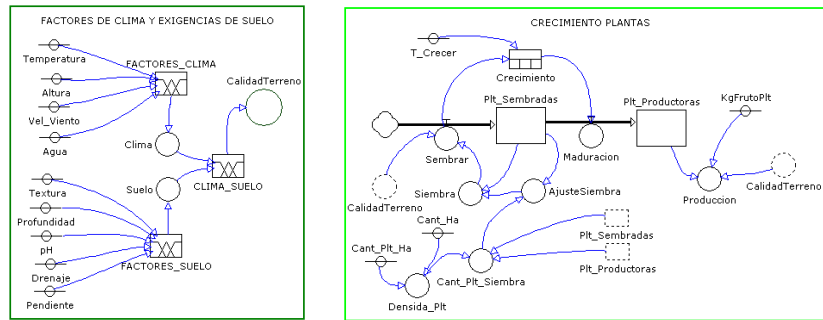 FACTORES DE CLIMA Y EXIGENCIAS DE SUELO
Temperatura
FACTORES_CLIMA
Altura
CalidadTerreno
Vel_Viento
Agua
Clima
Suelo
CLIMA_SUELO
Textura
Profundidad
pH
Drenaje
FACTORES_SUELO
Pendiente
CRECIMIENTO PLANTAS
T_Crecer
Crecimiento
Plt_Sembradas
Plt_Productoras
KgFrutoPlt
Sembrar
Maduracion
CalidadTerreno
Siembra
AjusteSiembra
CalidadTerreno
Produccion
Cant_Ha
Plt_Sembradas
Cant_Plt_Ha
Plt_Productoras
Cant_Plt_Siembra
Densida_Plt